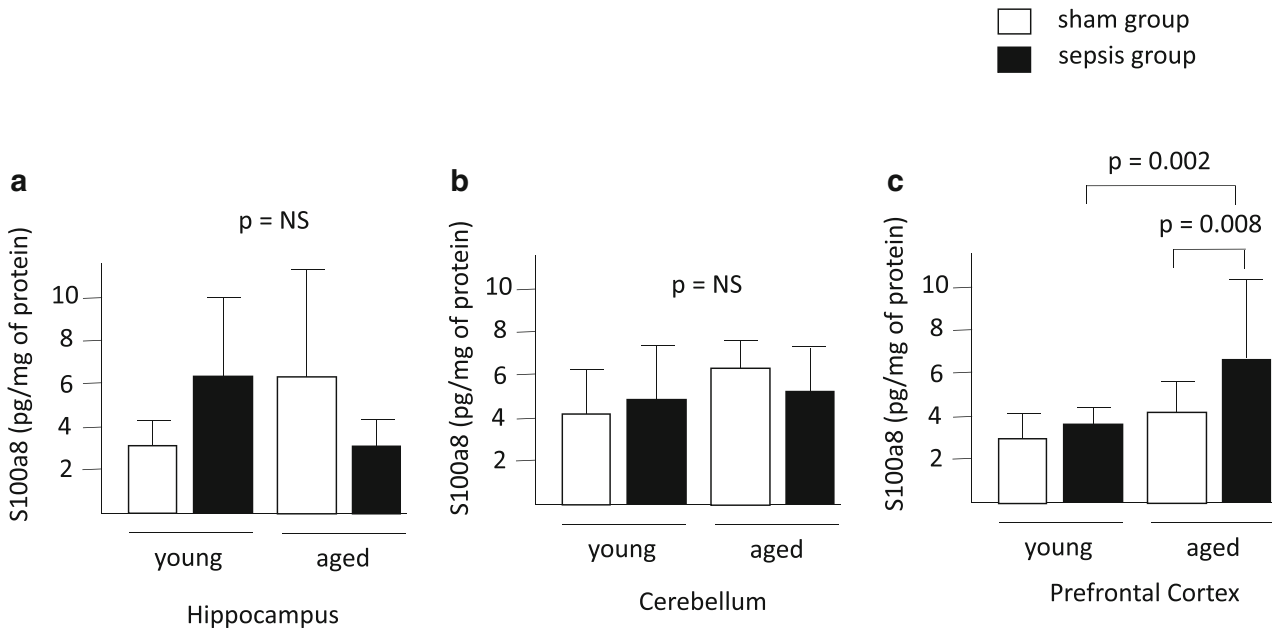 sham group
sepsis group
a
p = NS
S100a8 (pg/mg of protein)
10
8
6
4
2
young
aged
Hippocampus
b
p = NS
S100a8 (pg/mg of protein)
10
8
6
4
2
young
aged
Cerebellum
c
p = 0.002
p = 0.008
S100a8 (pg/mg of protein)
10
8
6
4
2
young
aged
Prefrontal Cortex